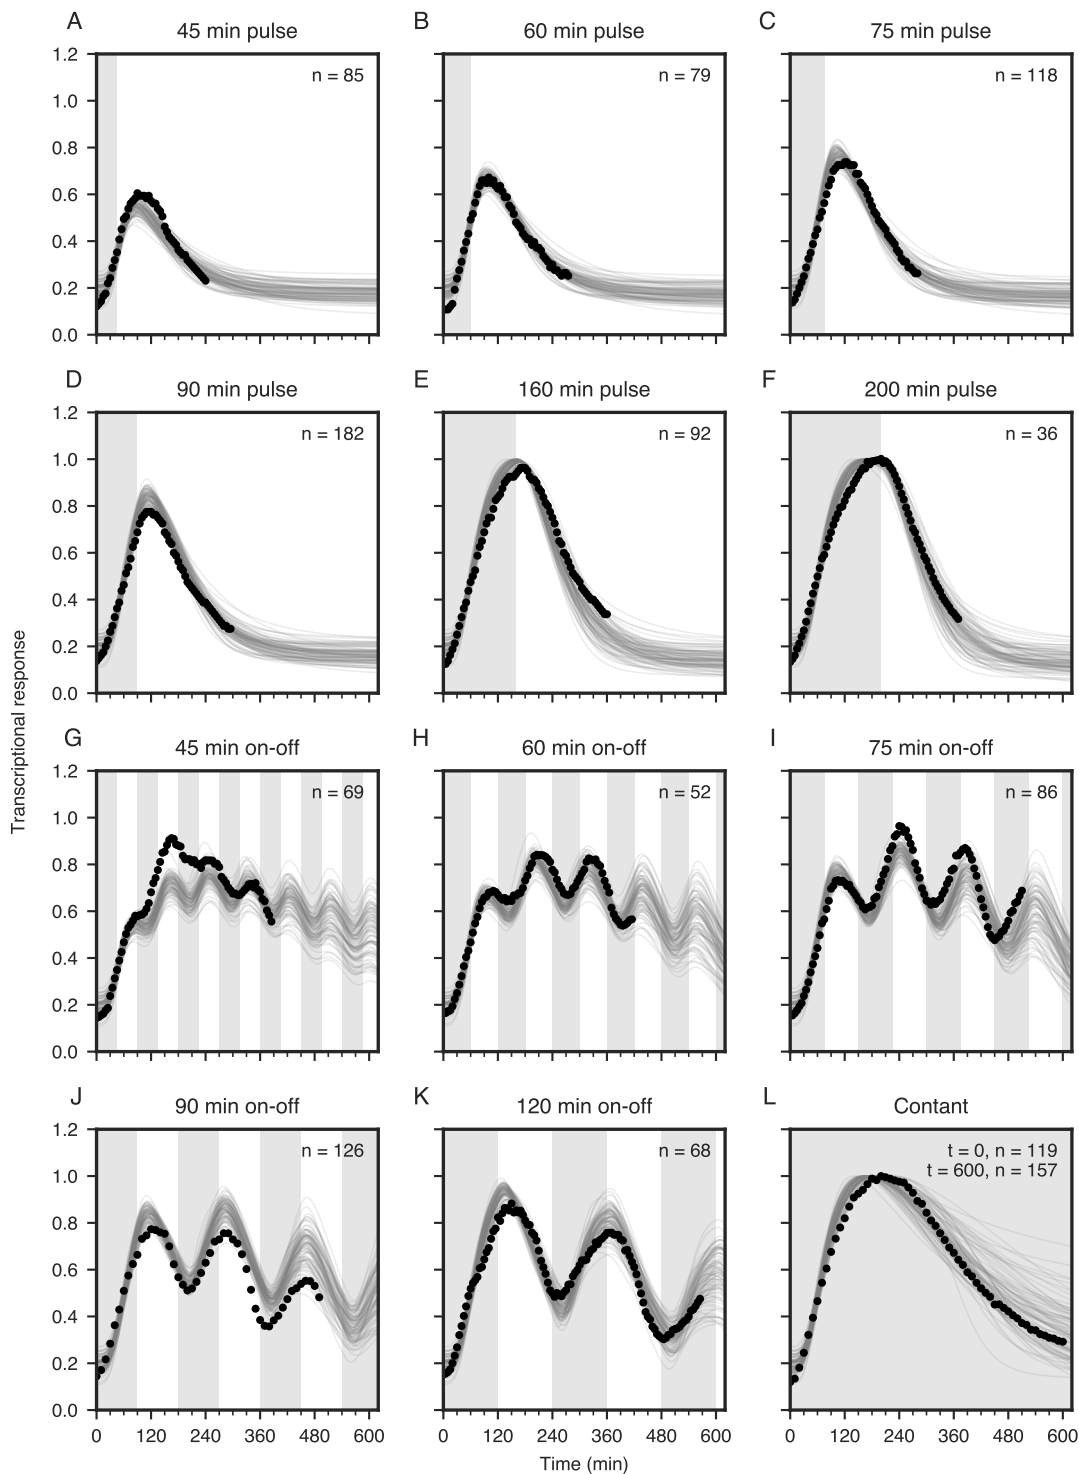 A
45 min pulse
B
60 min pulse
C
75 min pulse
1.2
1.0
0.8
0.6
0.4
0.2
0.0
n = 85
n = 79
n = 118
D
90 min pulse
E
160 min pulse
F
200 min pulse
1.2
1.0
0.8
0.6
0.4
0.2
0.0
n = 182
n = 92
n = 36
Transcriptional response
G
45 min on-off
H
60 min on-off
I
75 min on-off
1.2
1.0
0.8
0.6
0.4
0.2
0.0
n = 69
n = 52
n = 86
J
90 min on-off
K
120 min on-off
L
Contant
1.2
1.0
0.8
0.6
0.4
0.2
0.0
n = 126
n = 68
t = 0, n = 119
t = 600, n = 157
0 120 240 360 480 600
0 120 240 360 480 600
0 120 240 360 480 600
Time (min)